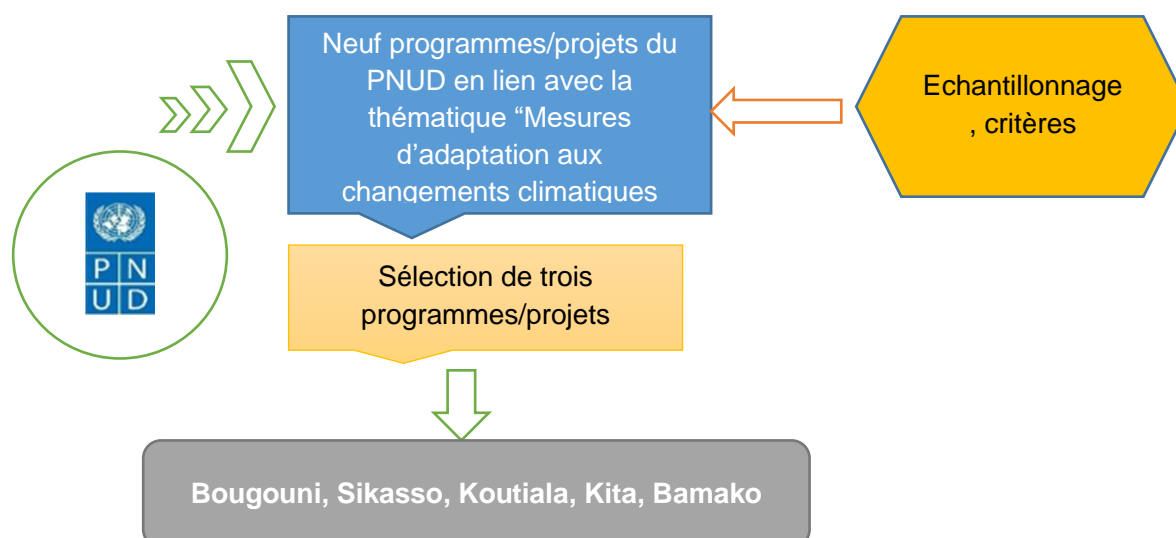 Neuf programmes/projets du
PNUD en lien avec la
thématique “Mesures
d’adaptation aux
changements climatiques
Echantillonnage
, critères
P N
U D
Sélection de trois
programmes/projets
Bougouni, Sikasso, Koutiala, Kita, Bamako